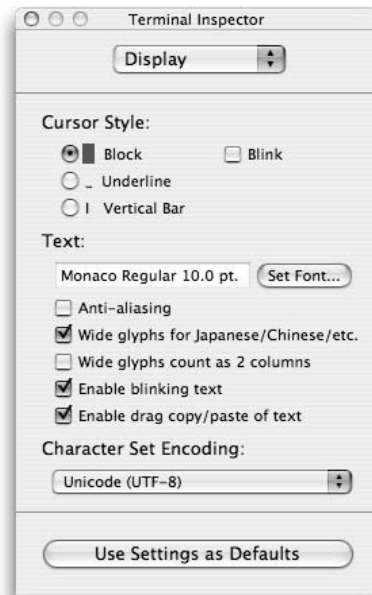 Terminal Inspector
Display
Cursor Style:
Block Blink
_ Underline
| Vertical Bar
Text:
Monaco Regular 10.0 pt. Set Font...
Anti-aliasing
Wide glyphs for Japanese/Chinese/etc.
Wide glyphs count as 2 columns
Enable blinking text
Enable drag copy/paste of text
Character Set Encoding:
Unicode (UTF-8)
Use Settings as Defaults